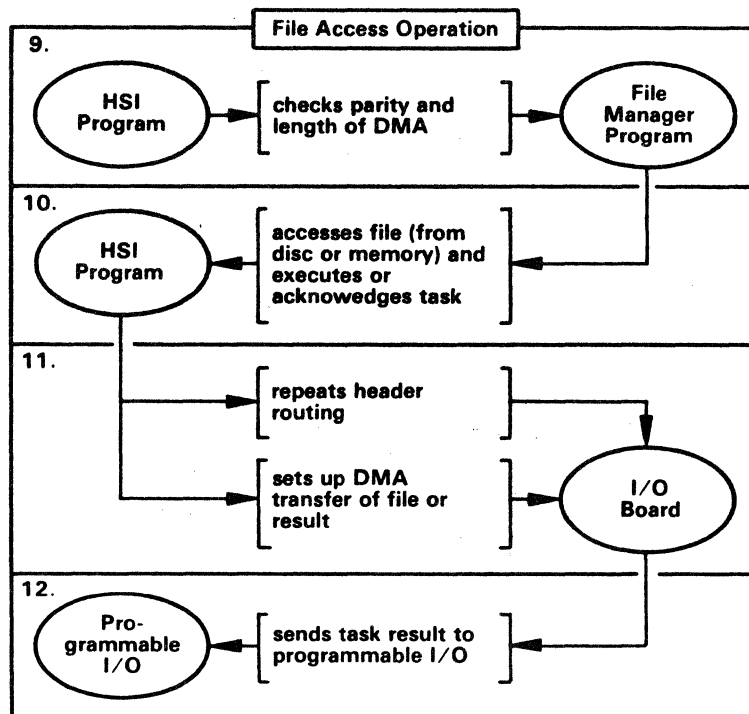 File Access Operation
9.
HSI
Program
checks parity and
length of DMA
File
Manager
Program
10.
HSI
Program
accesses file (from
disc or memory) and
executes or
acknowedges task
11.
repeats header
routing
sets up DMA
transfer of file or
result
I/O
Board
12.
Pro-
grammable
I/O
sends task result to
programmable I/O